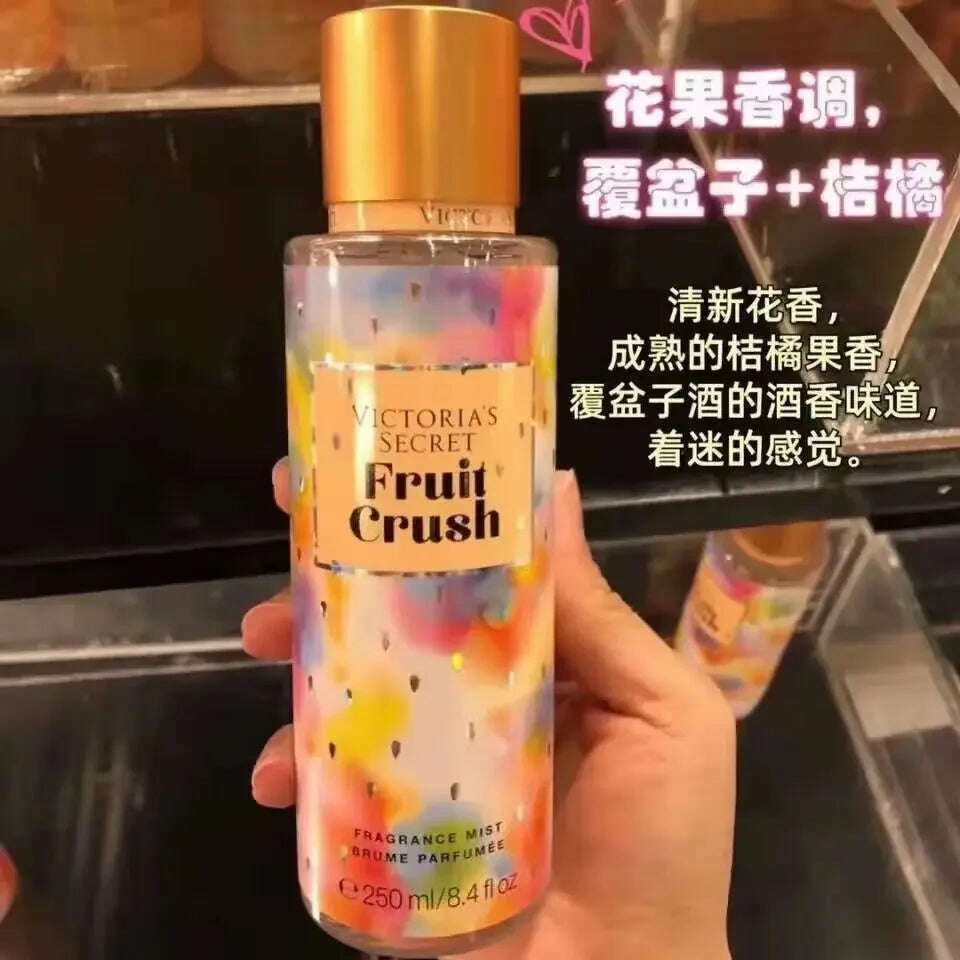 花果香调,
覆盆子+桔橘
清新花香,
成熟的桔橘果香,
覆盆子酒的酒香味道,
着迷的感觉。
VICTORIA'S
SECRET
Fruit
Crush
FRAGRANCE MIST
BRUME PARFUMÉE
℮250 ml/8.4 fl oz